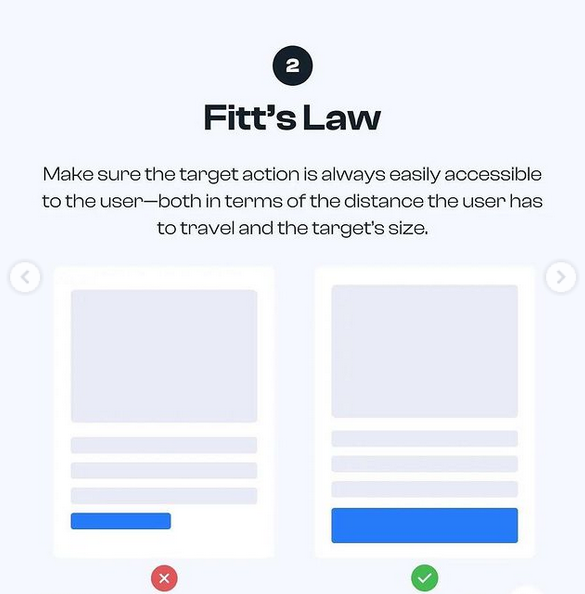 2
Fitt's Law
Make sure the target action is always easily accessible
to the user—both in terms of the distance the user has
to travel and the target's size.